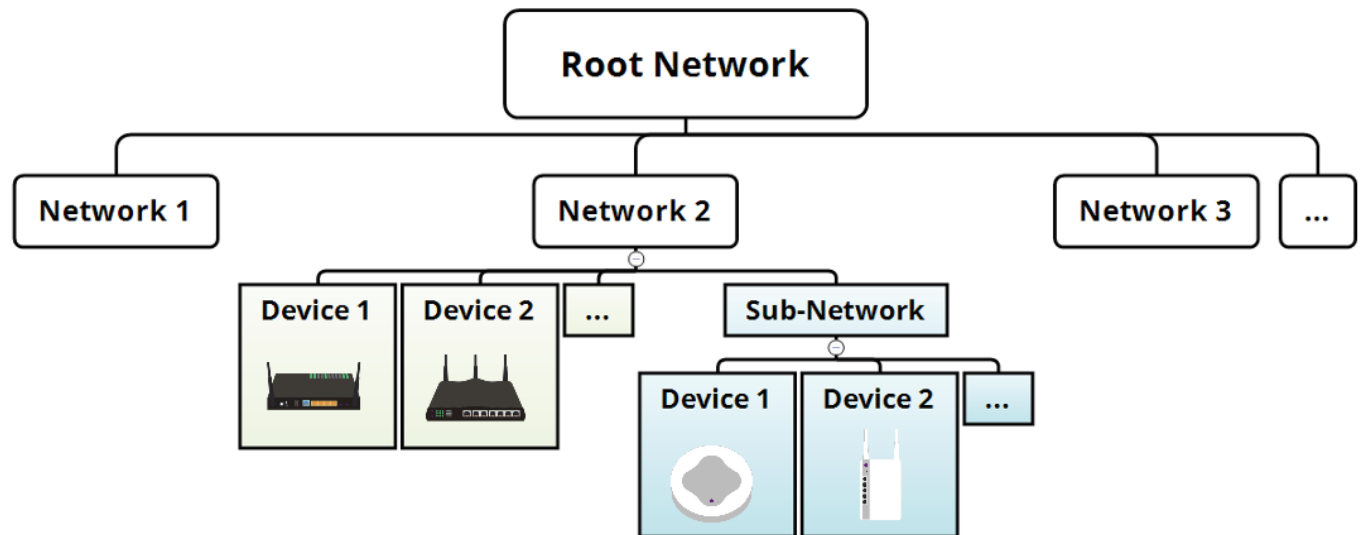 Root Network
Network 1
Network 2
Network 3
...
Device 1
Device 2
...
Sub-Network
Device 1
Device 2
...